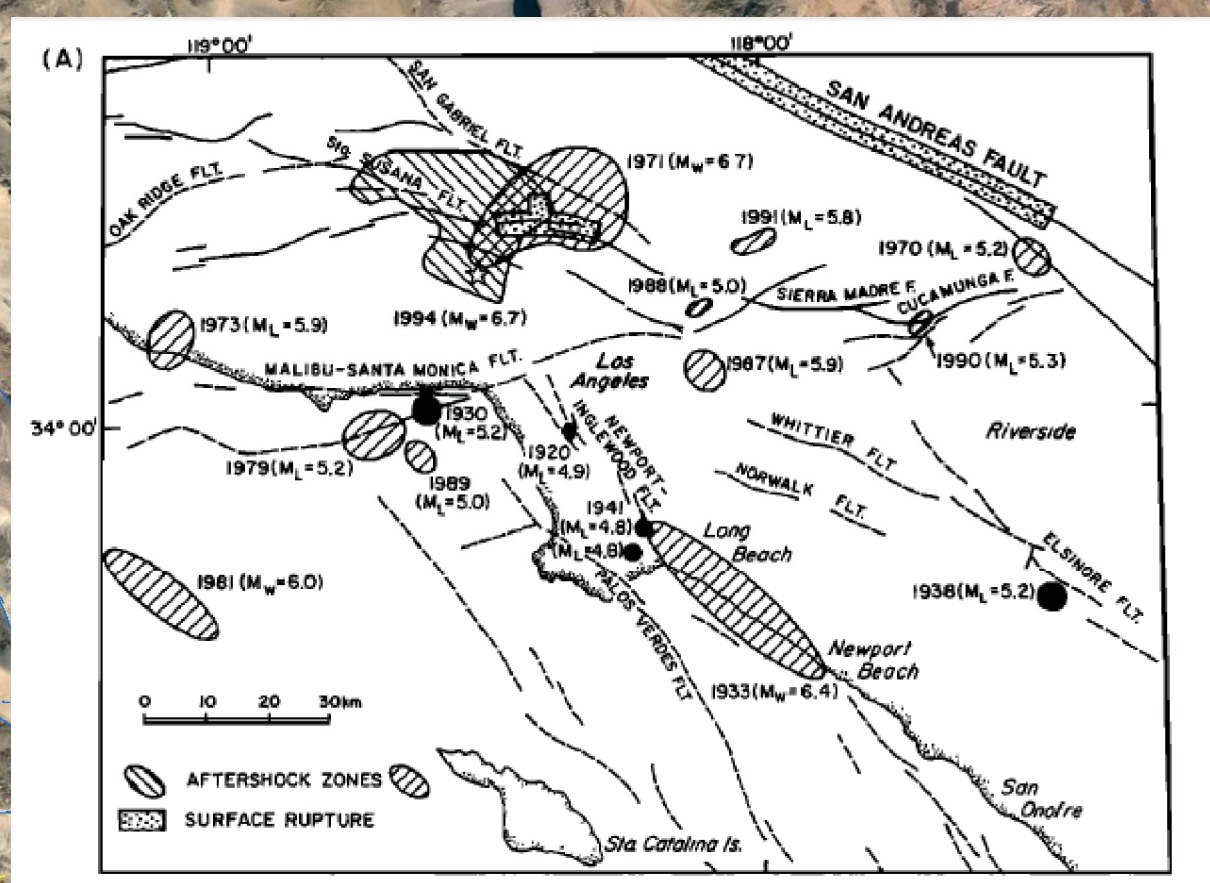 (A)
119°00'
118°00'
SAN GABRIEL FLT.
SAN ANDREAS FAULT
Sta. SUSANA FLT.
OAK RIDGE FLT.
1971 (Mw=6 7)
1991 (ML=5.8)
1970 (ML=5.2)
1988 (ML=5.0)
SIERRA MADRE F.
CUCAMUNGA F.
1973 (ML=5.9)
1994 (Mw=6.7)
MALIBU-SANTA MONICA FLT.
Los
Angeles
1987 (ML=5.9)
1990 (ML=5.3)
34°00'
1930
(ML=5.2)
NEWPORT-
INGLEWOOD FLT.
WHITTIER FLT
Riverside
1979 (ML=5.2)
1920
(ML=4.9)
1989
(ML=5.0)
NORWALK FLT.
1941
(ML=4.8)
(ML=4.8)
Long
Beach
ELSINORE FLT.
1981 (Mw=6.0)
PALOS VERDES FLT
1938 (ML=5.2)
Newport
Beach
1933 (Mw=6.4)
0 10 20 30km
AFTERSHOCK ZONES
SURFACE RUPTURE
San
Onofre
Sta. Catalina Is.